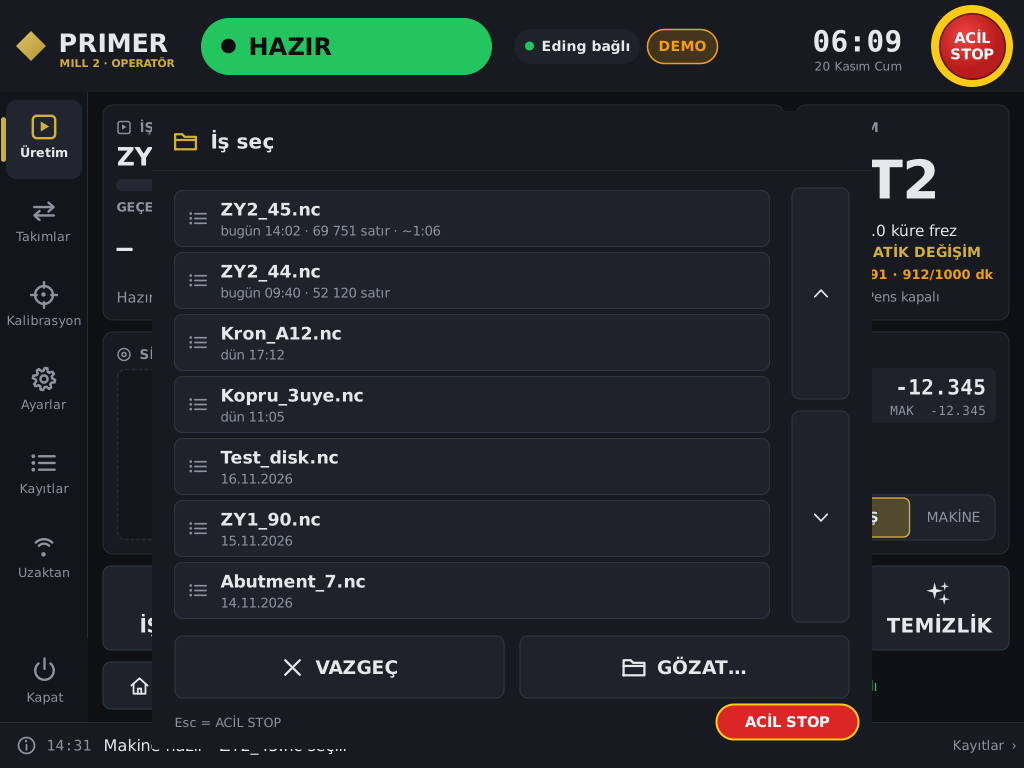 PRIMER
MILL 2 · OPERATÖR
HAZIR
Eding bağlı
DEMO
06:09
20 Kasım Cum
ACİL
STOP
Üretim
Takımlar
Kalibrasyon
Ayarlar
Kayıtlar
Uzaktan
Kapat
İş seç
ZY2_45.nc
bugün 14:02 · 69 751 satır · ~1:06
ZY2_44.nc
bugün 09:40 · 52 120 satır
Kron_A12.nc
dün 17:12
Kopru_3uye.nc
dün 11:05
Test_disk.nc
16.11.2026
ZY1_90.nc
15.11.2026
Abutment_7.nc
14.11.2026
VAZGEÇ
GÖZAT…
Esc = ACİL STOP
ACİL STOP
T2
.0 küre frez
ATİK DEĞİŞİM
91 · 912/1000 dk
kapalı
-12.345
MAK -12.345
MAKİNE
TEMİZLİK
14:31
Kayıtlar ›